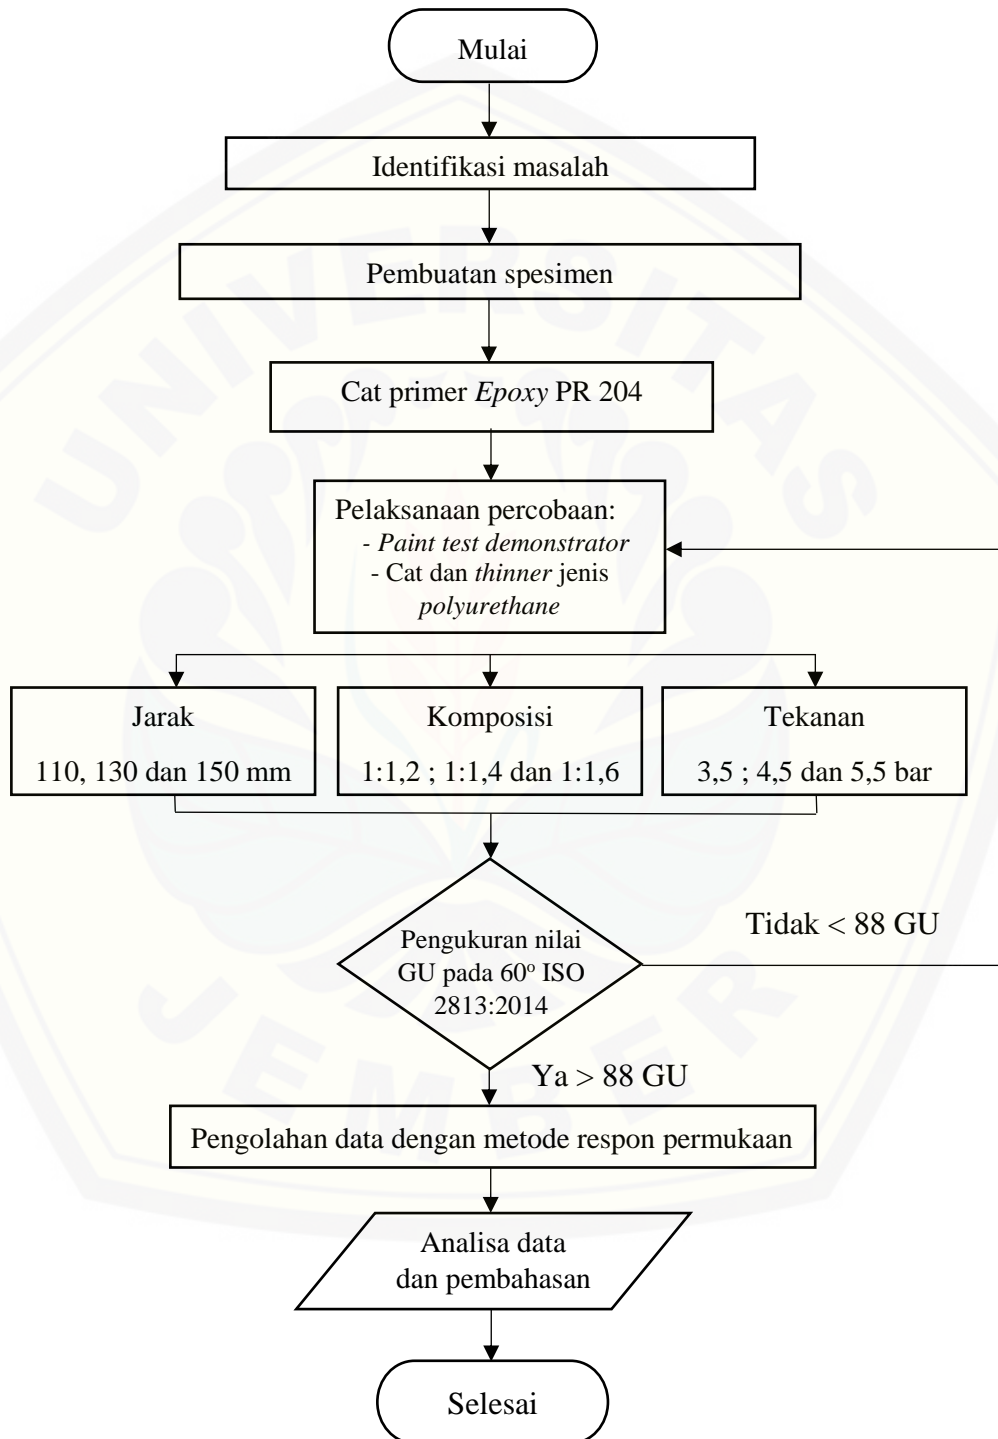 UNIVERSITAS
JEMBER
Mulai
Identifikasi masalah
Pembuatan spesimen
Cat primer Epoxy PR 204
Pelaksanaan percobaan:
- Paint test demonstrator
- Cat dan thinner jenis
polyurethane
Jarak
110, 130 dan 150 mm
Komposisi
1:1,2 ; 1:1,4 dan 1:1,6
Tekanan
3,5 ; 4,5 dan 5,5 bar
Pengukuran nilai
GU pada 60º ISO
2813:2014
Tidak < 88 GU
Ya > 88 GU
Pengolahan data dengan metode respon permukaan
Analisa data
dan pembahasan
Selesai